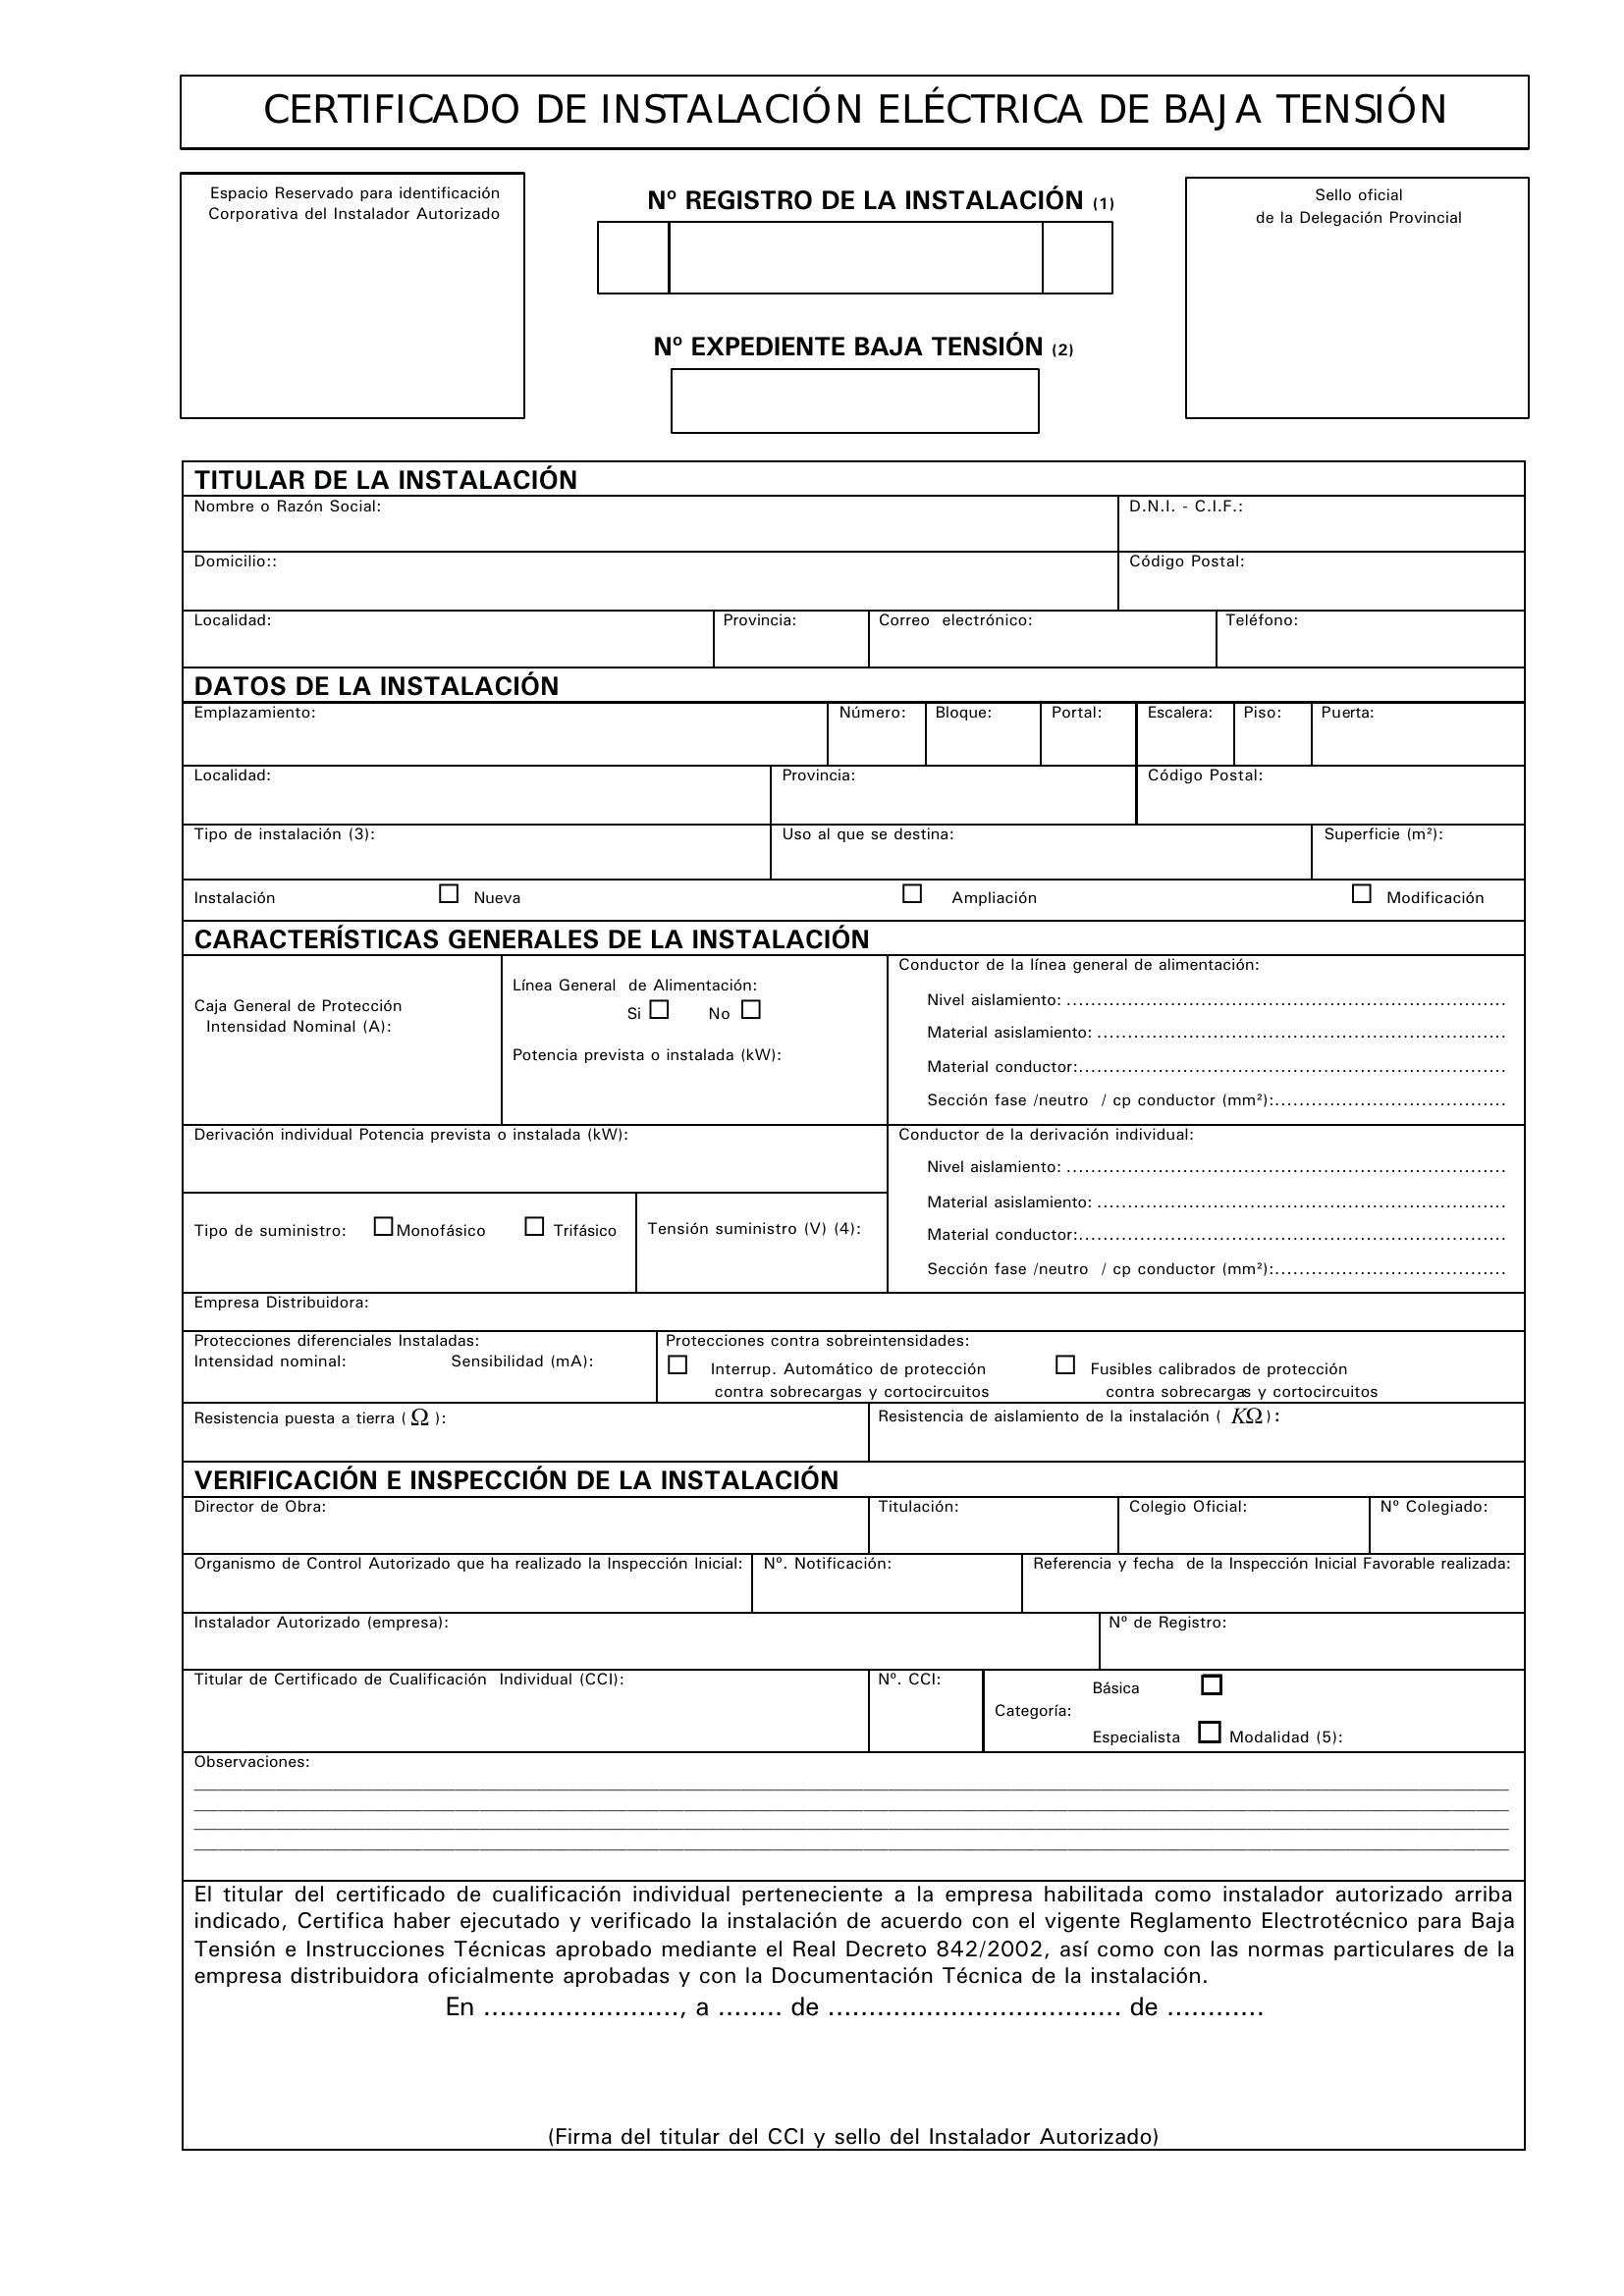 CERTIFICADO DE INSTALACIÓN ELÉCTRICA DE BAJA TENSIÓN
Espacio Reservado para identificación
Corporativa del Instalador Autorizado
Nº REGISTRO DE LA INSTALACIÓN (1)
Nº EXPEDIENTE BAJA TENSIÓN (2)
Sello oficial
de la Delegación Provincial
TITULAR DE LA INSTALACIÓN
Nombre o Razón Social: D.N.I. - C.I.F.:
Domicilio:: Código Postal:
Localidad: Provincia: Correo electrónico: Teléfono:
DATOS DE LA INSTALACIÓN
Emplazamiento: Número: Bloque: Portal: Escalera: Piso: Puerta:
Localidad: Provincia: Código Postal:
Tipo de instalación (3): Uso al que se destina: Superficie (m²):
Instalación Nueva Ampliación Modificación
CARACTERÍSTICAS GENERALES DE LA INSTALACIÓN
Caja General de Protección
Intensidad Nominal (A):
Línea General de Alimentación:
Si No
Potencia prevista o instalada (kW):
Conductor de la línea general de alimentación:
Nivel aislamiento: ........................................................................
Material asislamiento: ...................................................................
Material conductor:......................................................................
Sección fase /neutro / cp conductor (mm²):......................................
Derivación individual Potencia prevista o instalada (kW):
Tipo de suministro: Monofásico Trifásico
Tensión suministro (V) (4):
Conductor de la derivación individual:
Nivel aislamiento: ........................................................................
Material asislamiento: ...................................................................
Material conductor:......................................................................
Sección fase /neutro / cp conductor (mm²):......................................
Empresa Distribuidora:
Protecciones diferenciales Instaladas:
Intensidad nominal: Sensibilidad (mA):
Protecciones contra sobreintensidades:
Interrup. Automático de protección
contra sobrecargas y cortocircuitos
Fusibles calibrados de protección
contra sobrecargas y cortocircuitos
Resistencia puesta a tierra ( Ω ): Resistencia de aislamiento de la instalación ( KΩ ):
VERIFICACIÓN E INSPECCIÓN DE LA INSTALACIÓN
Director de Obra: Titulación: Colegio Oficial: Nº Colegiado:
Organismo de Control Autorizado que ha realizado la Inspección Inicial: Nº. Notificación: Referencia y fecha de la Inspección Inicial Favorable realizada:
Instalador Autorizado (empresa): Nº de Registro:
Titular de Certificado de Cualificación Individual (CCI): Nº. CCI:
Categoría:
Básica
Especialista Modalidad (5):
Observaciones:
El titular del certificado de cualificación individual perteneciente a la empresa habilitada como instalador autorizado arriba
indicado, Certifica haber ejecutado y verificado la instalación de acuerdo con el vigente Reglamento Electrotécnico para Baja
Tensión e Instrucciones Técnicas aprobado mediante el Real Decreto 842/2002, así como con las normas particulares de la
empresa distribuidora oficialmente aprobadas y con la Documentación Técnica de la instalación.
En ........................, a ........ de .................................... de ............
(Firma del titular del CCI y sello del Instalador Autorizado)